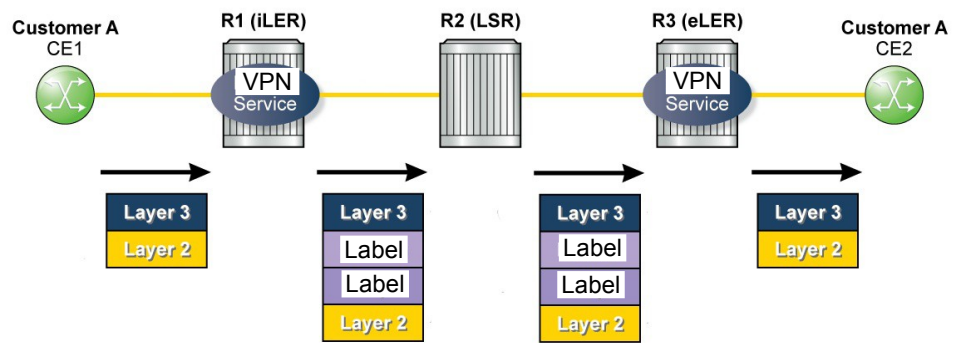 Customer A
CE1
R1 (iLER)
R2 (LSR)
R3 (eLER)
Customer A
CE2
VPN
Service
VPN
Service
Layer 3
Layer 2
Layer 3
Label
Label
Layer 2
Layer 3
Label
Label
Layer 2
Layer 3
Layer 2